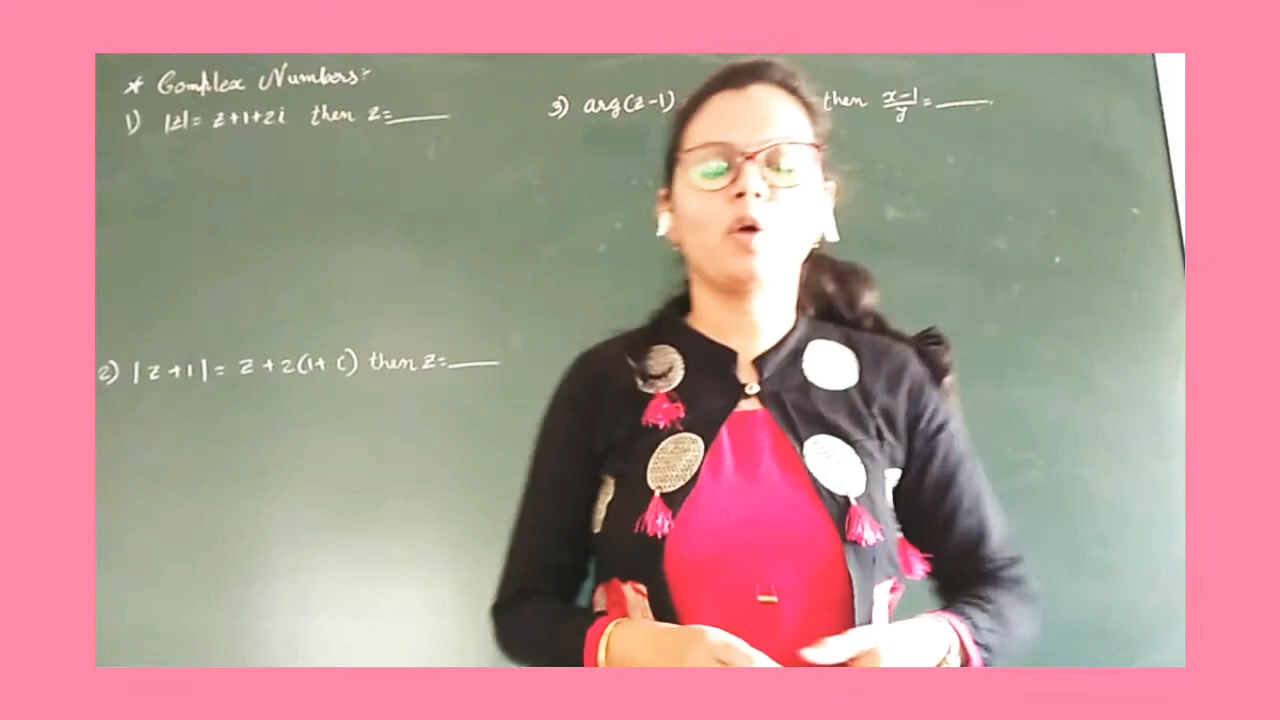 * Complex Numbers:-
1) |z| = z+1+2i then z=____
2) |z+1| = z+2(1+i) then z=____
3) arg(z-1) then x-1/y = ____.